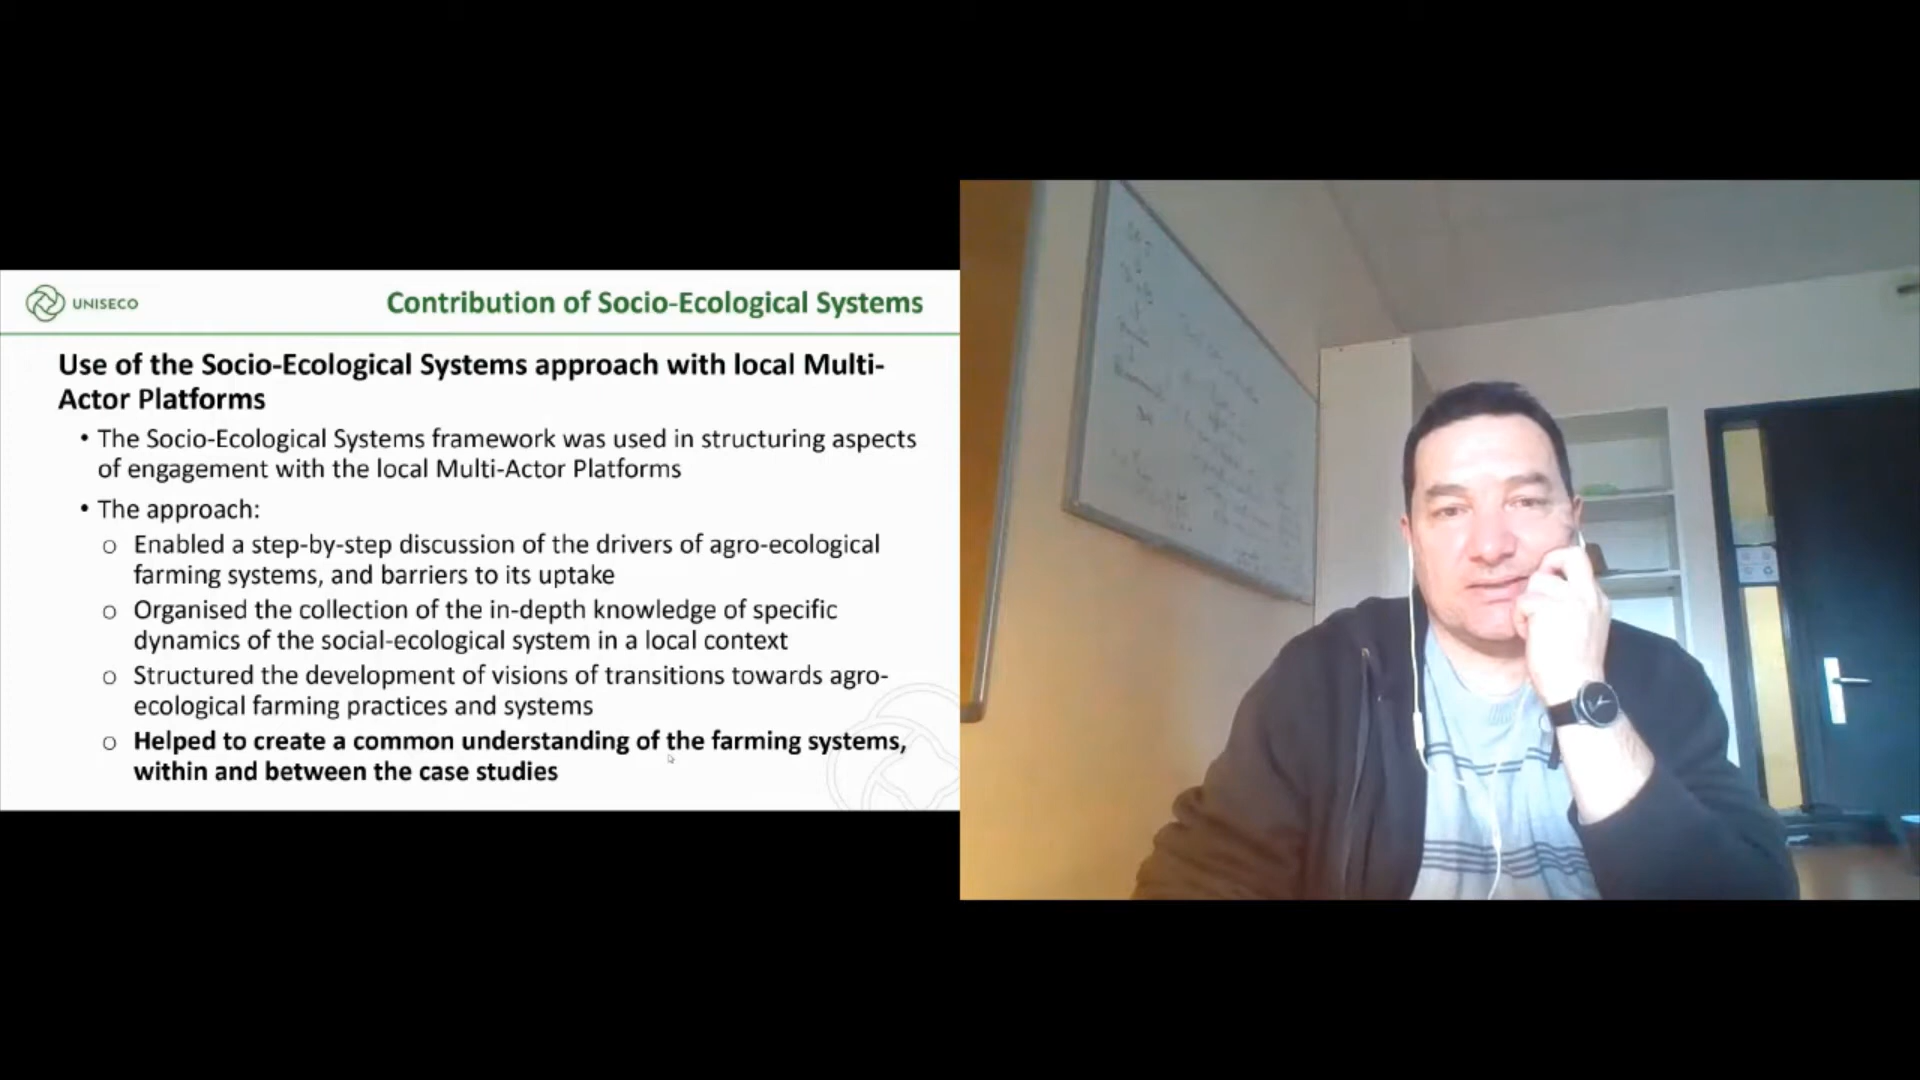 UNISECO
Contribution of Socio-Ecological Systems
Use of the Socio-Ecological Systems approach with local Multi-
Actor Platforms
• The Socio-Ecological Systems framework was used in structuring aspects
of engagement with the local Multi-Actor Platforms
• The approach:
o Enabled a step-by-step discussion of the drivers of agro-ecological
farming systems, and barriers to its uptake
o Organised the collection of the in-depth knowledge of specific
dynamics of the social-ecological system in a local context
o Structured the development of visions of transitions towards agro-
ecological farming practices and systems
o Helped to create a common understanding of the farming systems,
within and between the case studies